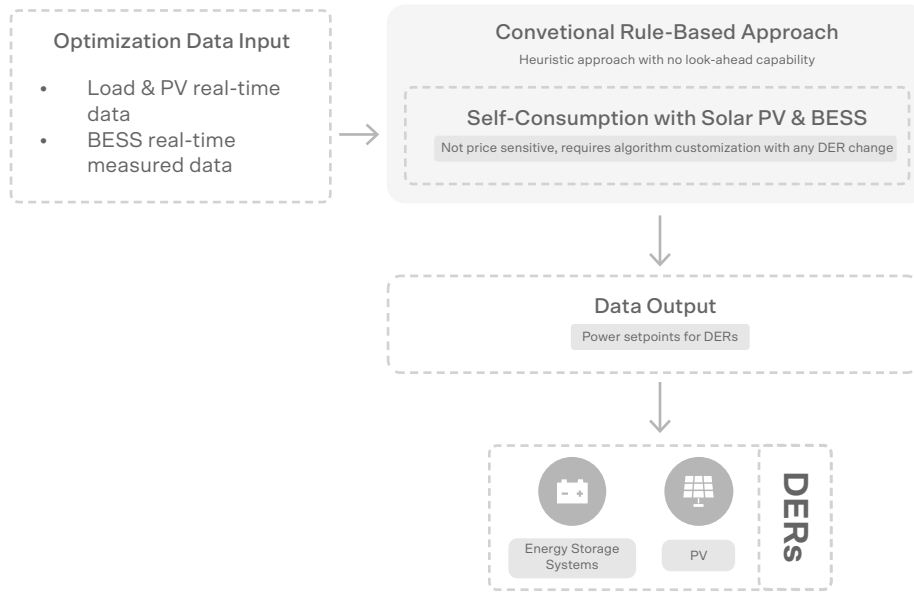 Optimization Data Input
• Load & PV real-time
data
• BESS real-time
measured data
Convetional Rule-Based Approach
Heuristic approach with no look-ahead capability
Self-Consumption with Solar PV & BESS
Not price sensitive, requires algorithm customization with any DER change
Data Output
Power setpoints for DERs
Energy Storage
Systems
PV
DERs